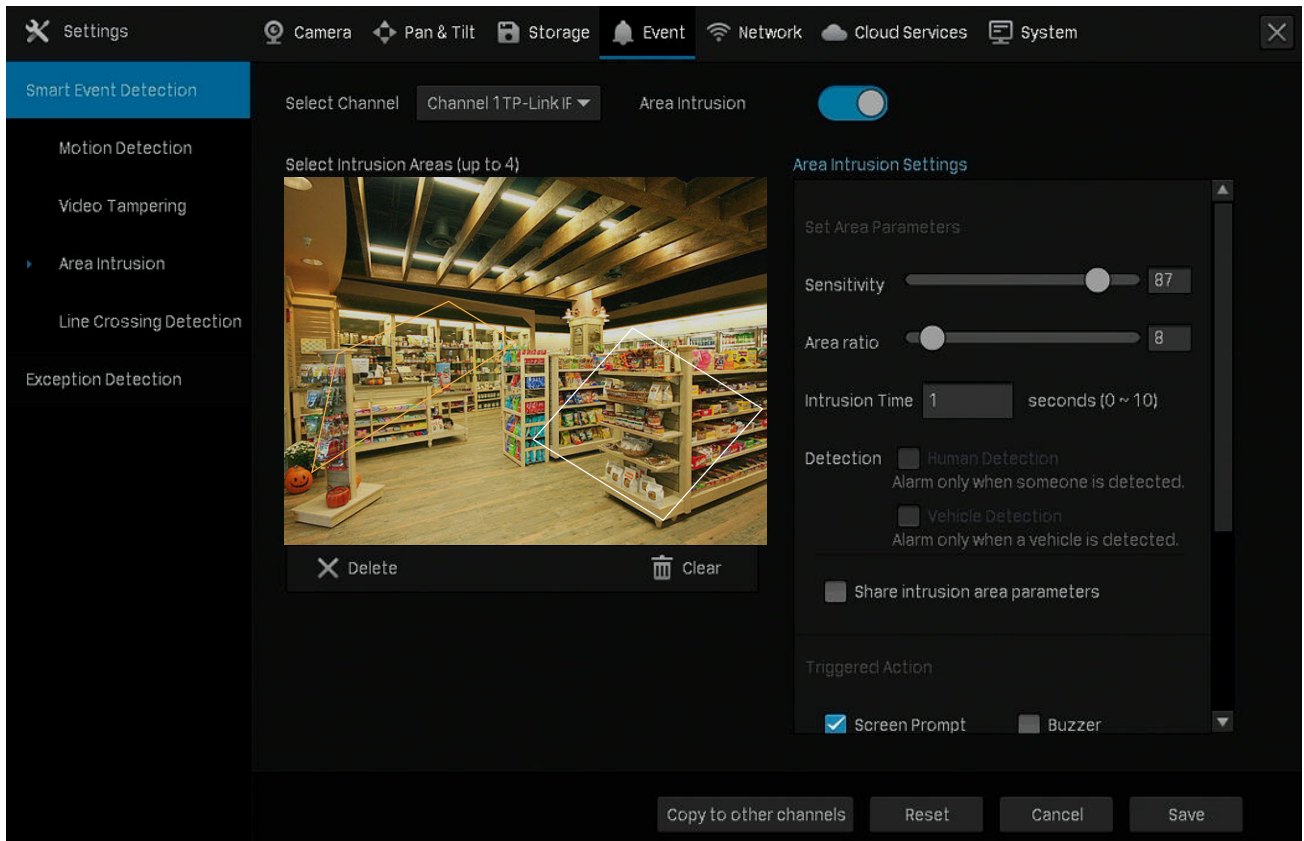 Settings
Camera Pan & Tilt Storage Event Network Cloud Services System
Smart Event Detection
Motion Detection
Video Tampering
Area Intrusion
Line Crossing Detection
Exception Detection
Select Channel Channel 1 TP-Link IF Area Intrusion
Select Intrusion Areas (up to 4)
Delete Clear
Area Intrusion Settings
Set Area Parameters
Sensitivity 87
Area ratio 8
Intrusion Time 1 seconds (0 ~ 10)
Detection Human Detection
Alarm only when someone is detected.
Vehicle Detection
Alarm only when a vehicle is detected.
Share intrusion area parameters
Triggered Action
Screen Prompt Buzzer
Copy to other channels Reset Cancel Save